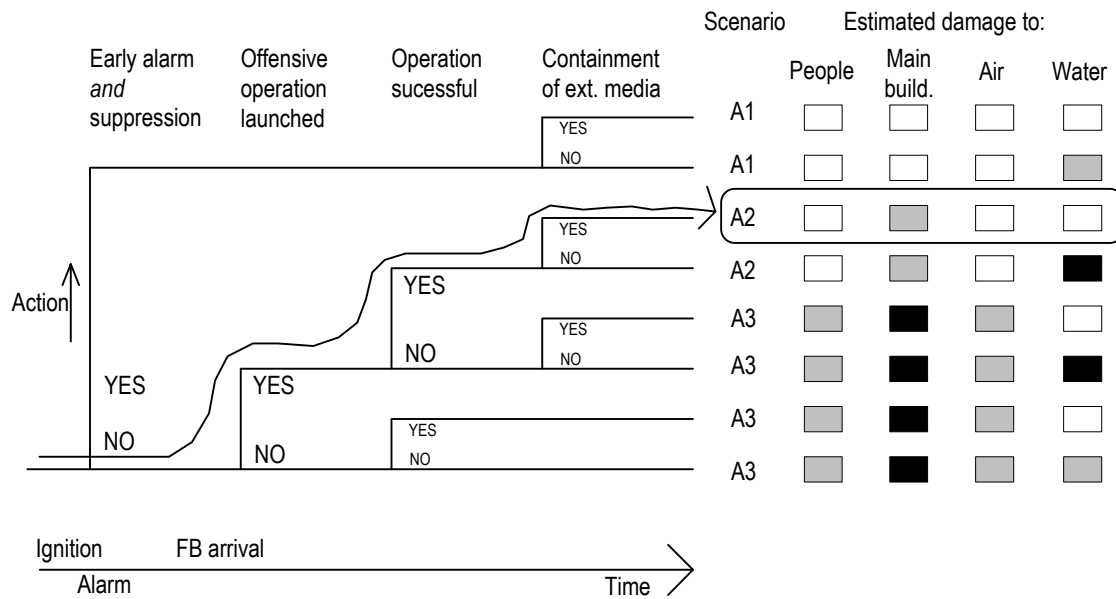 Scenario Estimated damage to:
Early alarm
and
suppression
Offensive
operation
launched
Operation
sucessful
Containment
of ext. media
People
Main
build.
Air
Water
YES
NO
A1
A1
YES
NO
A2
A2
YES
NO
YES
NO
A3
A3
YES
NO
YES
NO
A3
A3
YES
NO
Action
Ignition
FB arrival
Alarm
Time